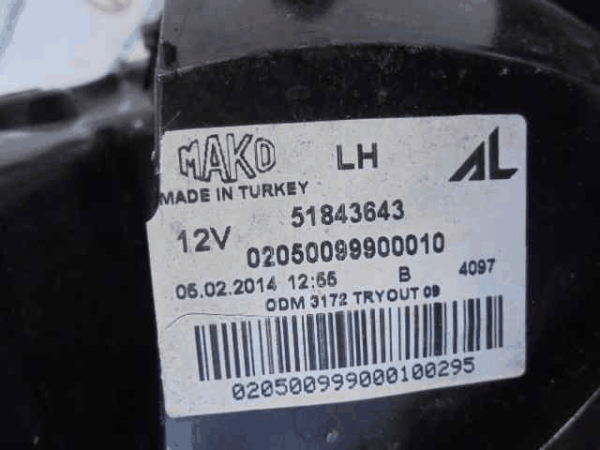 MAKO LH AL
MADE IN TURKEY
51843643
12V 02050099900010
05.02.2014 12:55 B 4097
ODM 3172 TRYOUT 0B
020500999000100295